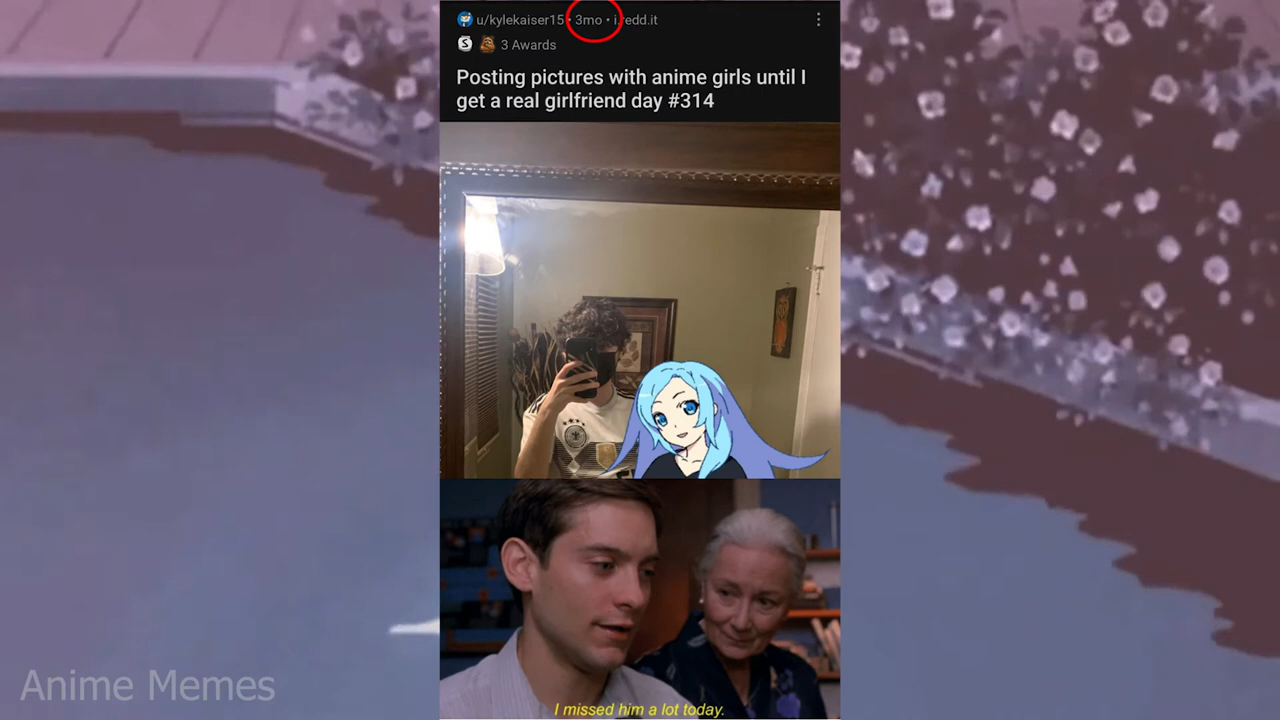 u/kylekaiser15 • 3mo • i.redd.it
3 Awards
Posting pictures with anime girls until I
get a real girlfriend day #314
I missed him a lot today.
Anime Memes